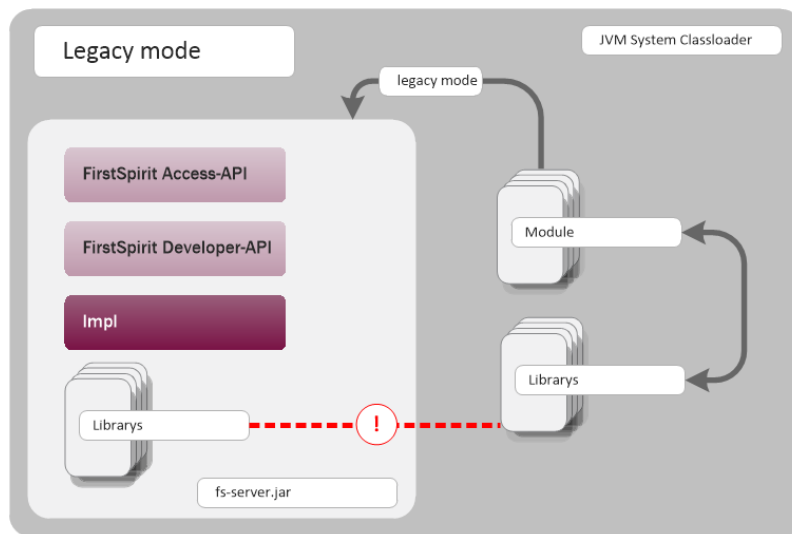 Legacy mode
JVM System Classloader
legacy mode
FirstSpirit Access-API
FirstSpirit Developer-API
Impl
Module
Librarys
Librarys
!
fs-server.jar